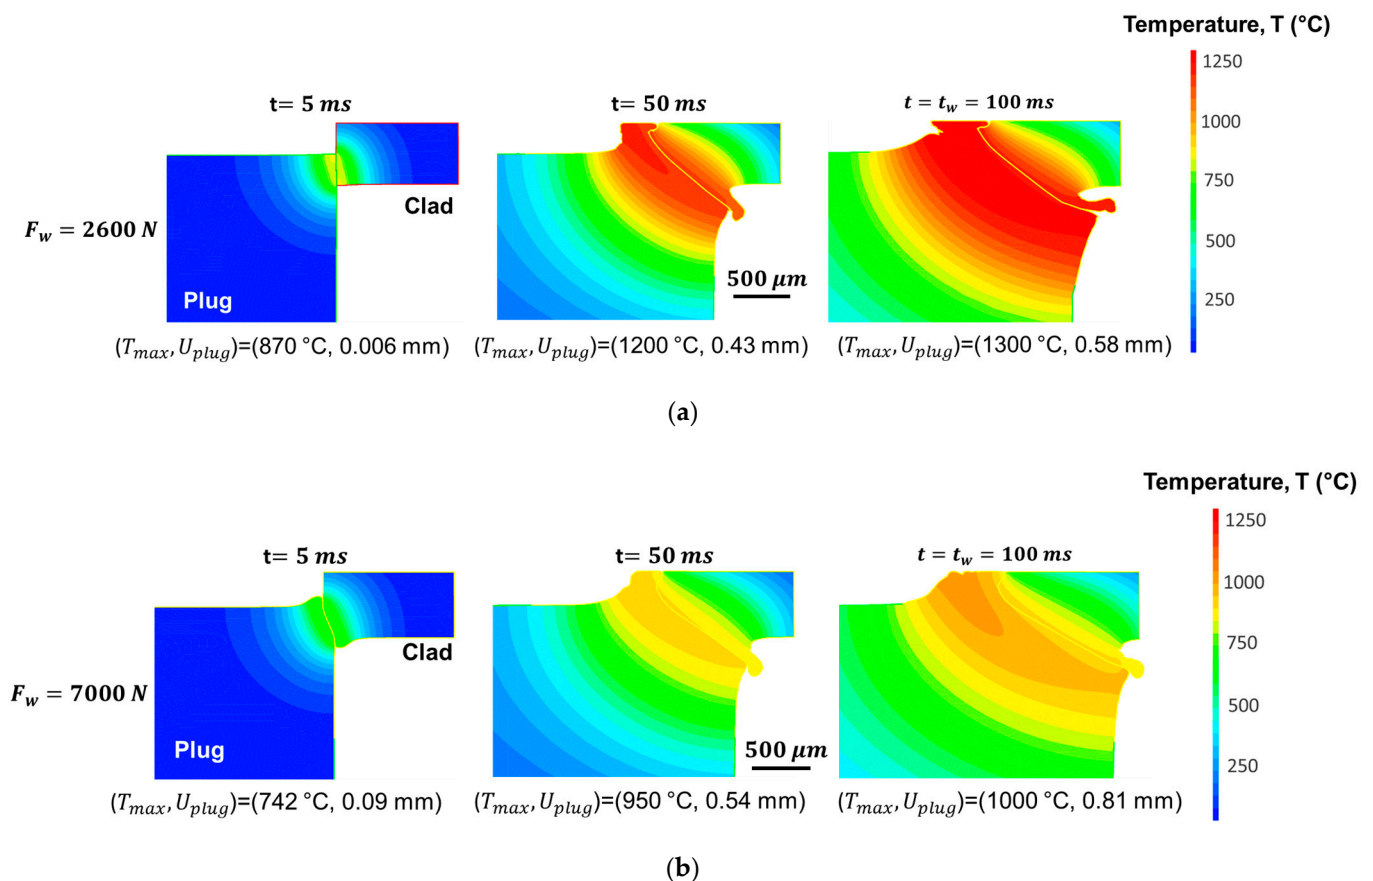 Temperature, T (°C)
t= 5 ms
t= 50 ms
t = t_w = 100 ms
1250
1000
750
500
250
F_w = 2600 N
Clad
Plug
500 μm
(T_max, U_plug)=(870 °C, 0.006 mm)
(T_max, U_plug)=(1200 °C, 0.43 mm)
(T_max, U_plug)=(1300 °C, 0.58 mm)
(a)
Temperature, T (°C)
t= 5 ms
t= 50 ms
t = t_w = 100 ms
1250
1000
750
500
250
Clad
F_w = 7000 N
Plug
500 μm
(T_max, U_plug)=(742 °C, 0.09 mm)
(T_max, U_plug)=(950 °C, 0.54 mm)
(T_max, U_plug)=(1000 °C, 0.81 mm)
(b)